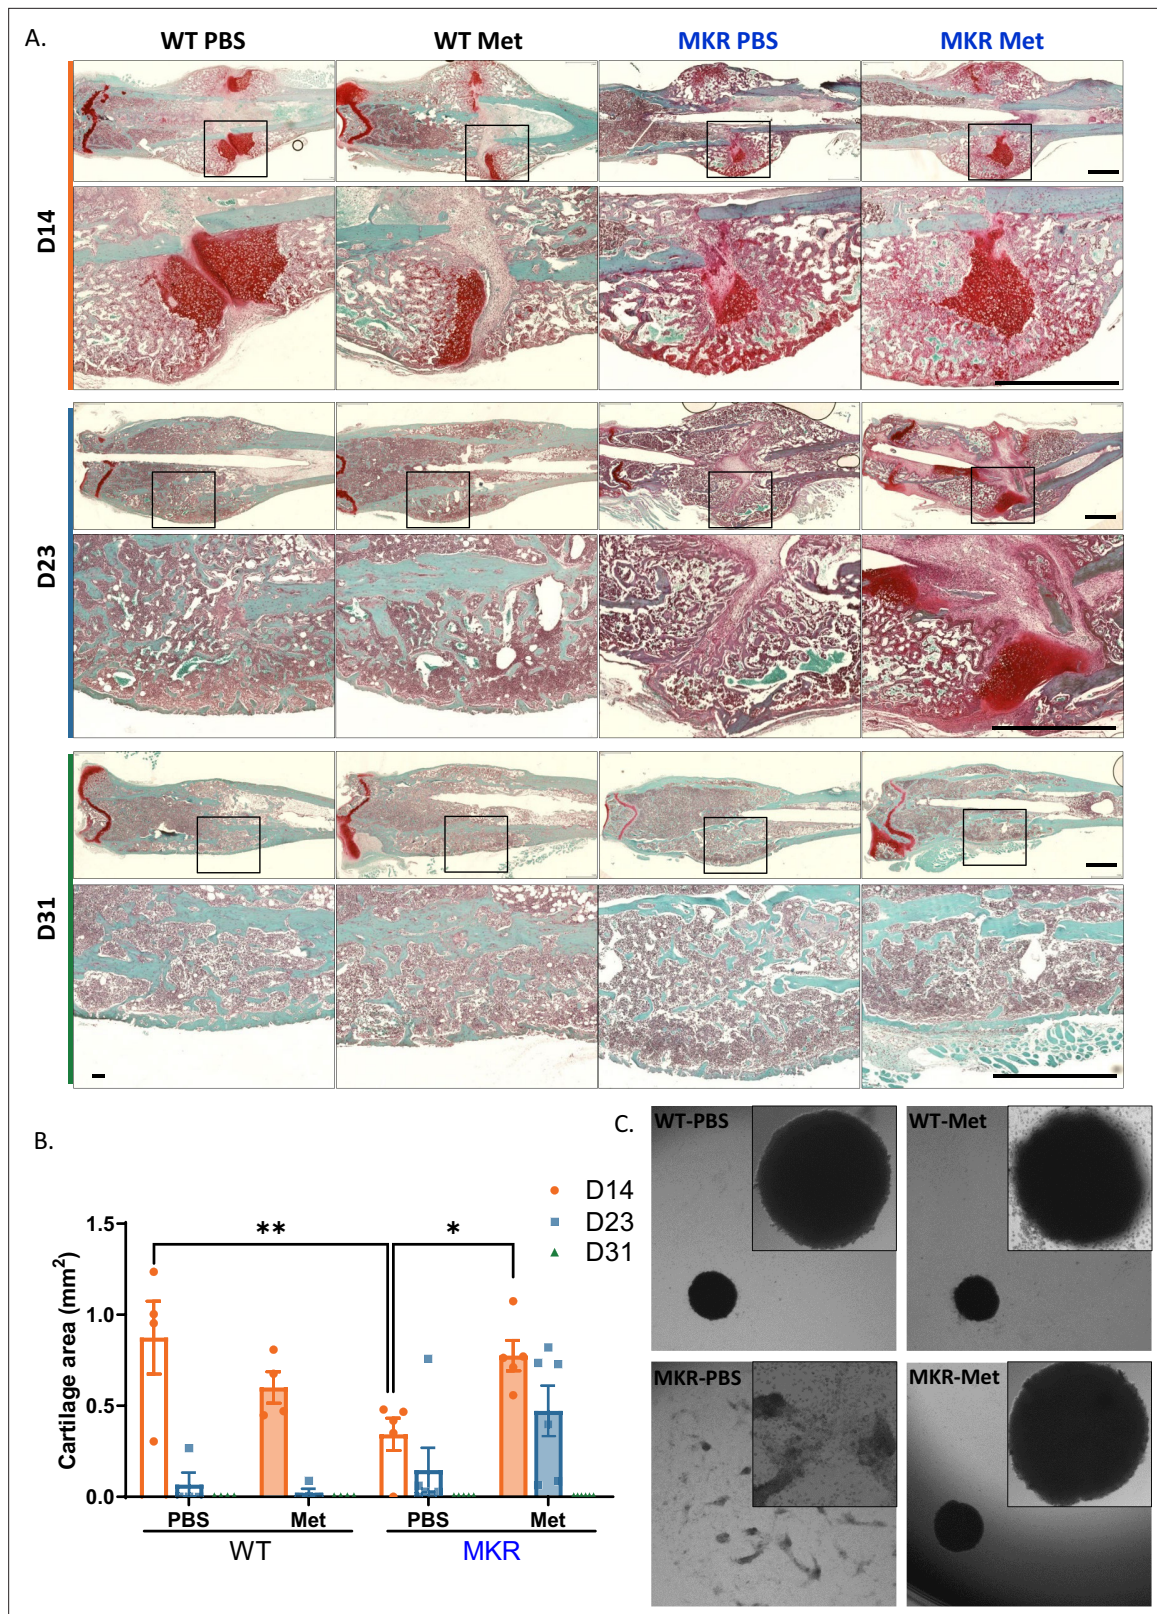 A.
WT PBS WT Met MKR PBS MKR Met
D14
D23
D31
B.
D14
D23
D31
Cartilage area (mm²)
1.5
1.0
0.5
0.0
** *
PBS Met PBS Met
WT MKR
C.
WT-PBS WT-Met
MKR-PBS MKR-Met